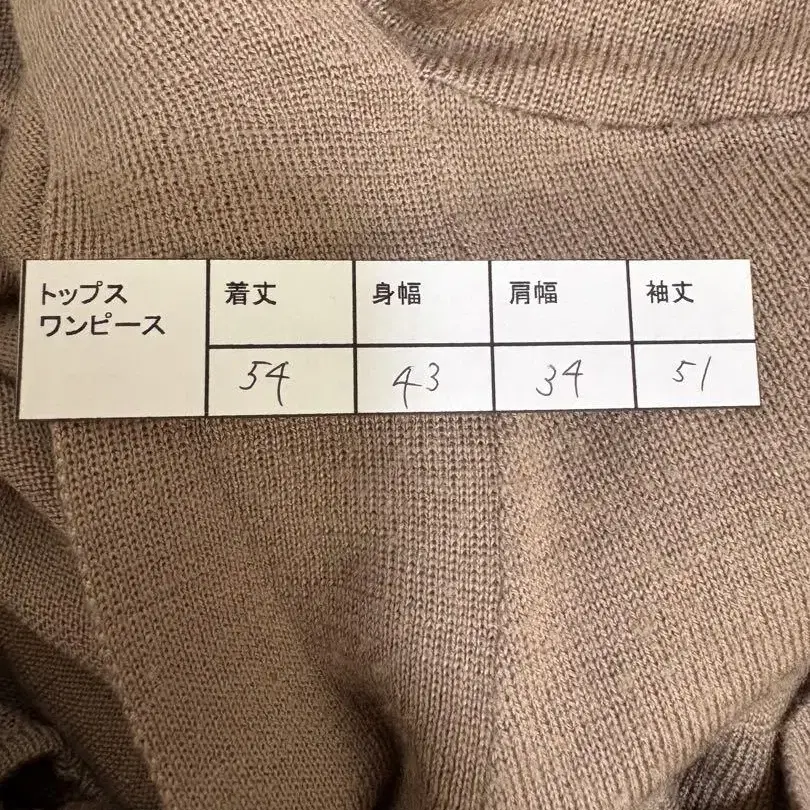 トップス
ワンピース
着丈 身幅 肩幅 袖丈
54 43 34 51